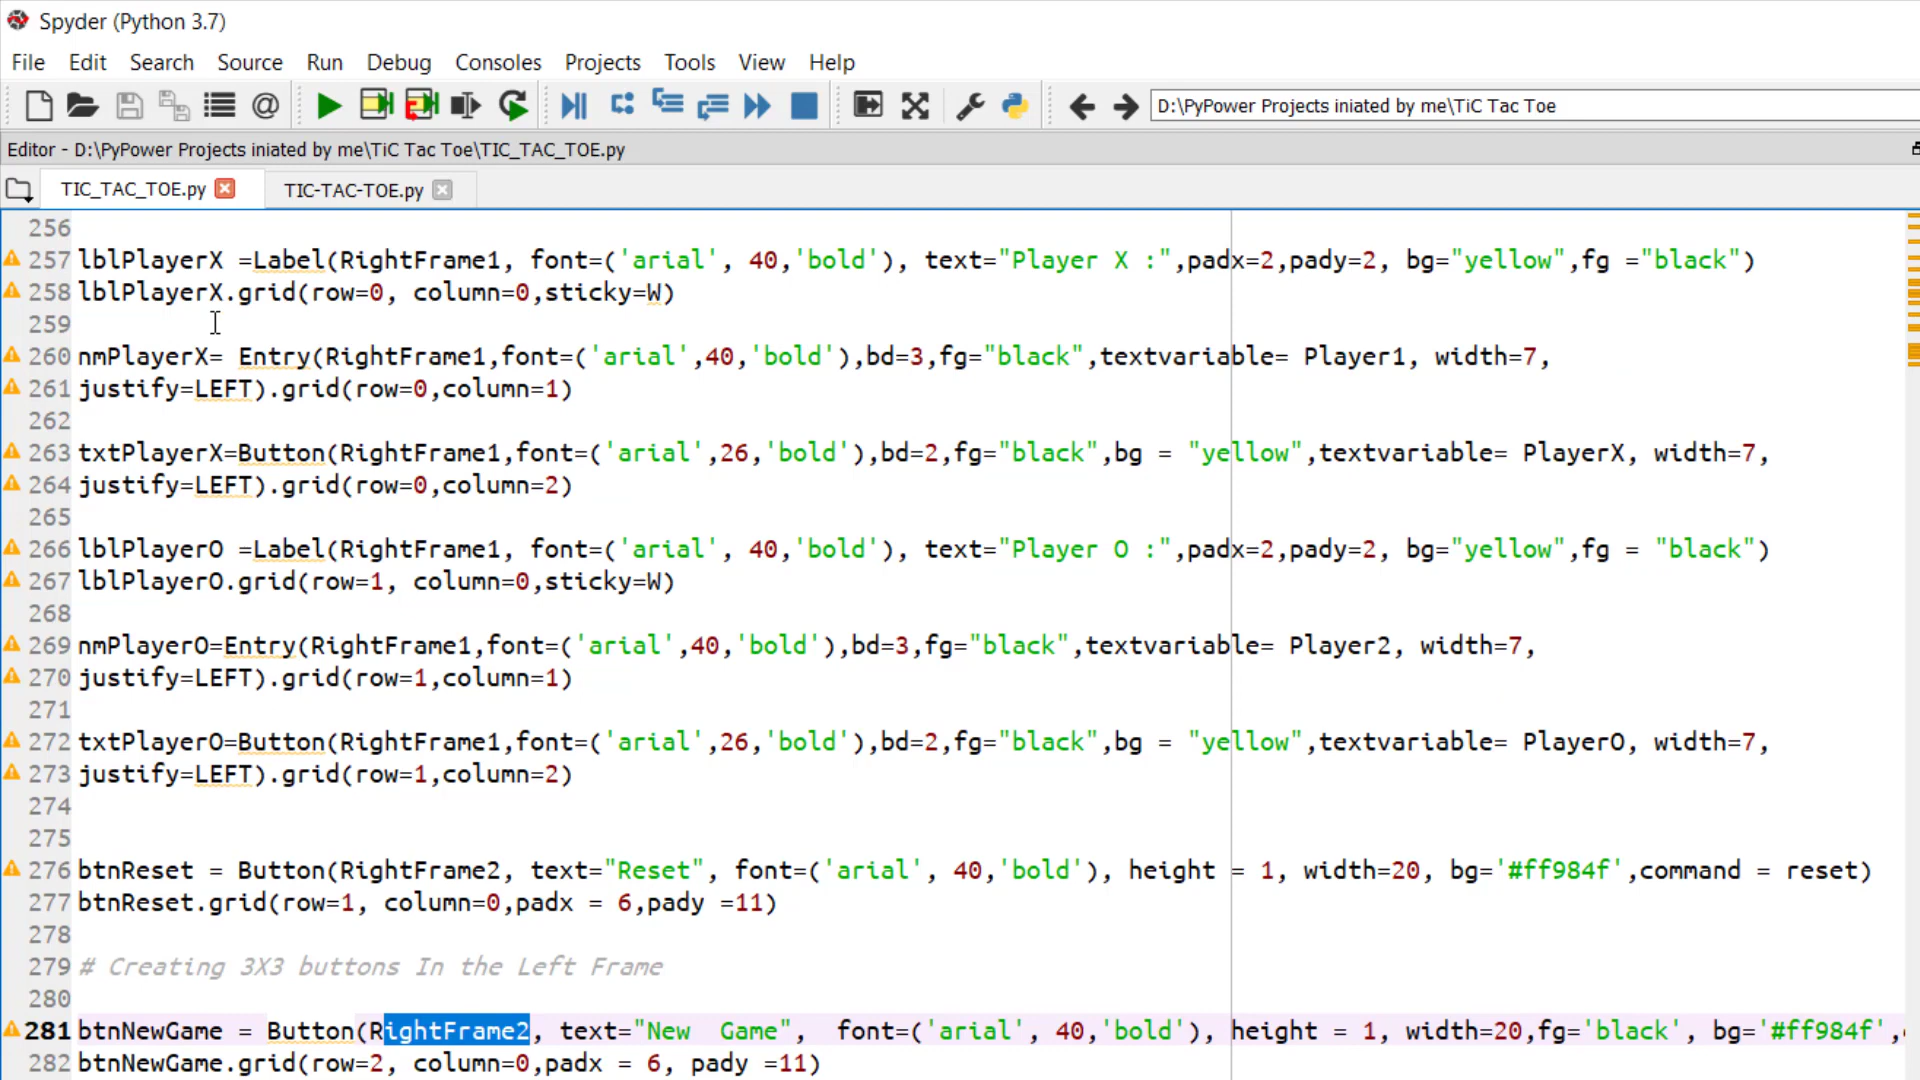 Spyder (Python 3.7)
File Edit Search Source Run Debug Consoles Projects Tools View Help
D:\PyPower Projects iniated by me\TiC Tac Toe
Editor - D:\PyPower Projects iniated by me\TiC Tac Toe\TIC_TAC_TOE.py
TIC_TAC_TOE.py TIC-TAC-TOE.py
256
257 lblPlayerX =Label(RightFrame1, font=('arial', 40,'bold'), text="Player X :",padx=2,pady=2, bg="yellow",fg ="black")
258 lblPlayerX.grid(row=0, column=0,sticky=W)
259
260 nmPlayerX= Entry(RightFrame1,font=('arial',40,'bold'),bd=3,fg="black",textvariable= Player1, width=7,
261 justify=LEFT).grid(row=0,column=1)
262
263 txtPlayerX=Button(RightFrame1,font=('arial',26,'bold'),bd=2,fg="black",bg = "yellow",textvariable= PlayerX, width=7,
264 justify=LEFT).grid(row=0,column=2)
265
266 lblPlayerO =Label(RightFrame1, font=('arial', 40,'bold'), text="Player O :",padx=2,pady=2, bg="yellow",fg = "black")
267 lblPlayerO.grid(row=1, column=0,sticky=W)
268
269 nmPlayerO=Entry(RightFrame1,font=('arial',40,'bold'),bd=3,fg="black",textvariable= Player2, width=7,
270 justify=LEFT).grid(row=1,column=1)
271
272 txtPlayerO=Button(RightFrame1,font=('arial',26,'bold'),bd=2,fg="black",bg = "yellow",textvariable= PlayerO, width=7,
273 justify=LEFT).grid(row=1,column=2)
274
275
276 btnReset = Button(RightFrame2, text="Reset", font=('arial', 40,'bold'), height = 1, width=20, bg='#ff984f',command = reset)
277 btnReset.grid(row=1, column=0,padx = 6,pady =11)
278
279 # Creating 3X3 buttons In the Left Frame
280
281 btnNewGame = Button(RightFrame2, text="New  Game",  font=('arial', 40,'bold'), height = 1, width=20,fg='black', bg='#ff984f',
282 btnNewGame.grid(row=2, column=0,padx = 6, pady =11)